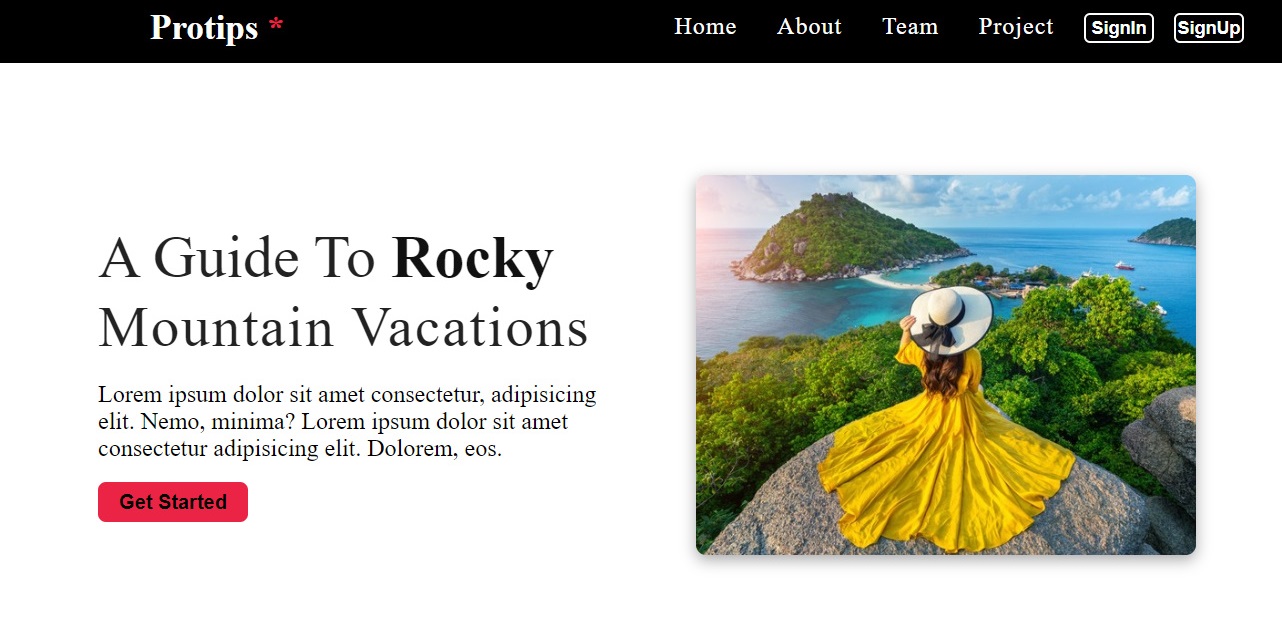 Protips * Home About Team Project SignIn SignUp
A Guide To Rocky
Mountain Vacations
Lorem ipsum dolor sit amet consectetur, adipisicing
elit. Nemo, minima? Lorem ipsum dolor sit amet
consectetur adipisicing elit. Dolorem, eos.
Get Started